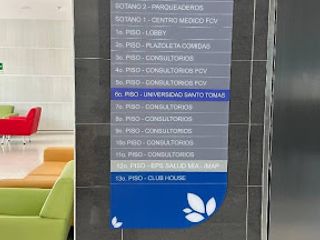 SOTANO 2 - PARQUEADEROS
SOTANO 1 - CENTRO MEDICO FCV
1o. PISO - LOBBY
2o. PISO - PLAZOLETA COMIDAS
3o. PISO - CONSULTORIOS
4o. PISO - CONSULTORIOS FCV
5o. PISO - CONSULTORIOS FCV
6o. PISO - UNIVERSIDAD SANTO TOMAS
7o. PISO - CONSULTORIOS
8o. PISO - CONSULTORIOS
9o. PISO - CONSULTORIOS
10o PISO - CONSULTORIOS
11o. PISO - CONSULTORIOS
12o. PISO - EPS SALUD MIA - IMAP
13o. PISO - CLUB HOUSE